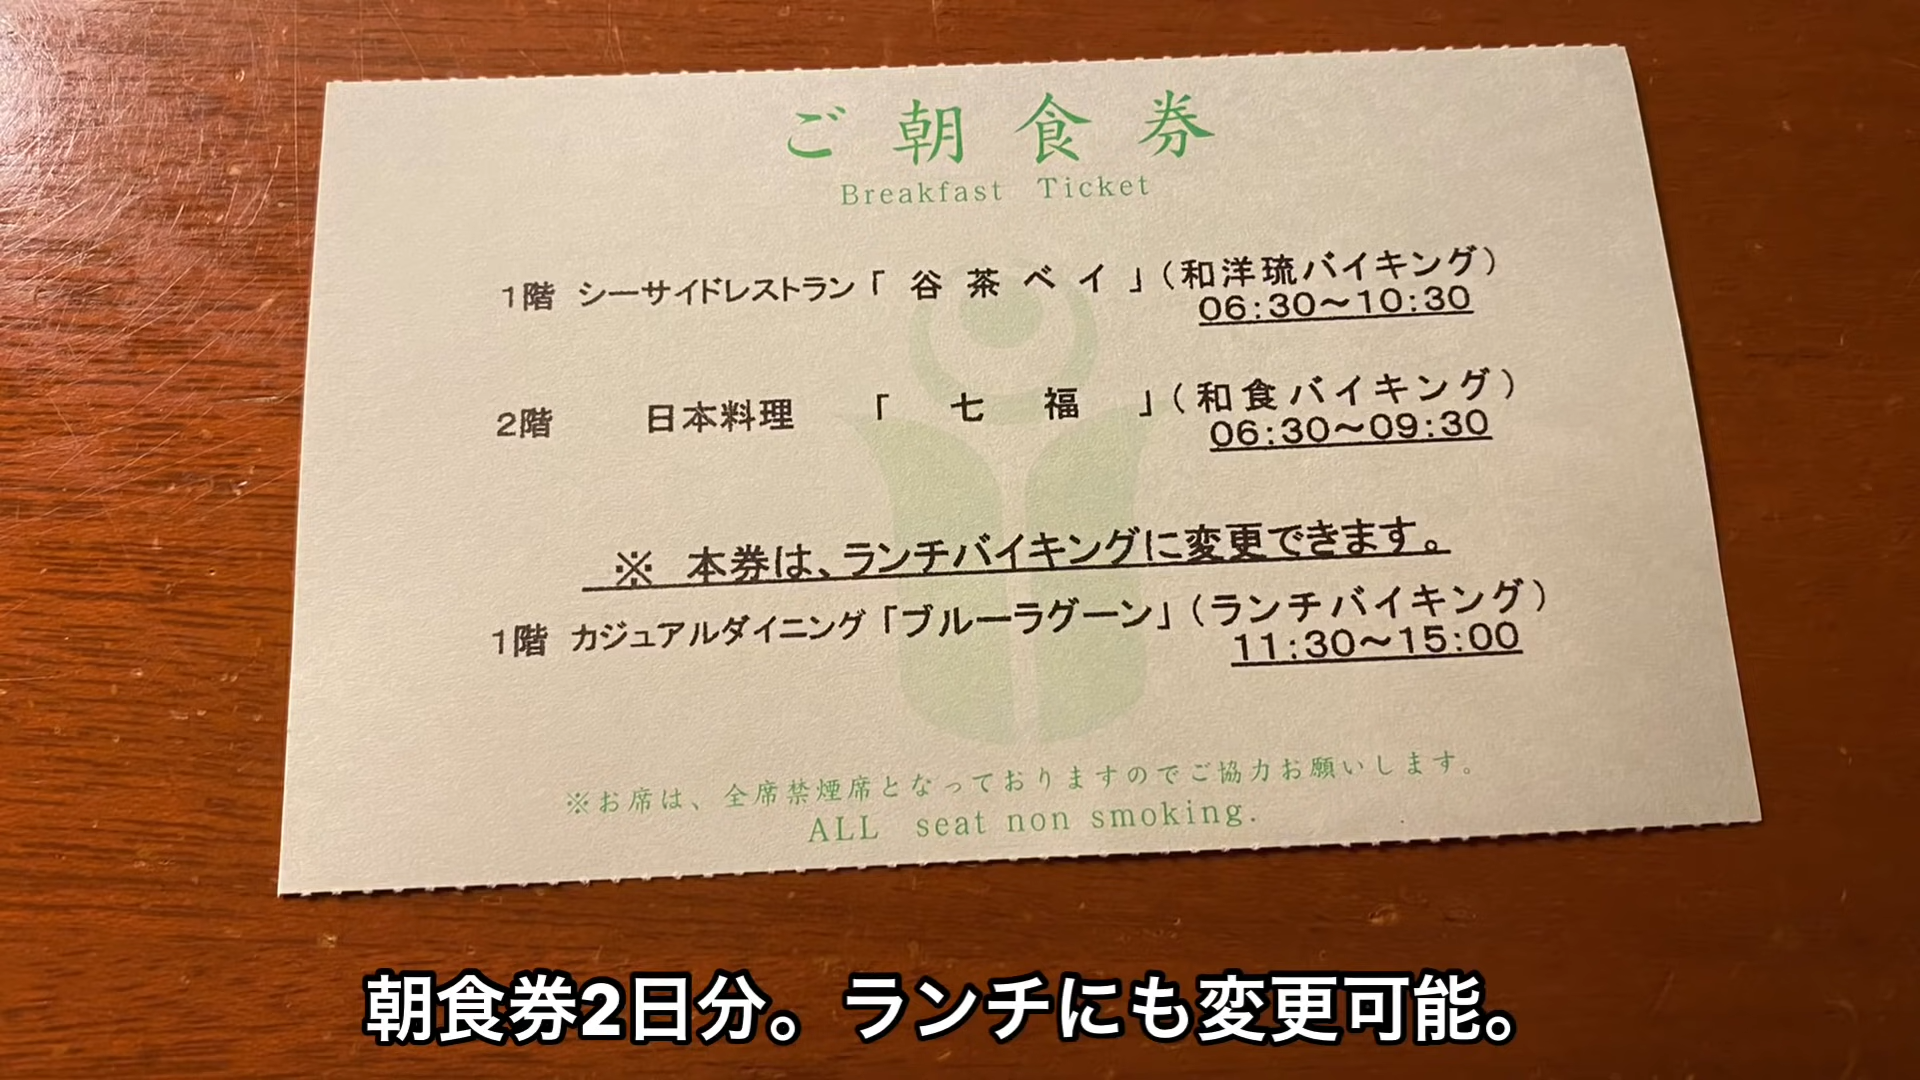 ご朝食券
Breakfast Ticket
1階 シーサイドレストラン「谷茶ベイ」(和洋琉バイキング)
06:30～10:30
2階 日本料理 「七福」(和食バイキング)
06:30～09:30
※ 本券は、ランチバイキングに変更できます。
1階 カジュアルダイニング「ブルーラグーン」(ランチバイキング)
11:30～15:00
※お席は、全席禁煙席となっておりますのでご協力お願いします。
ALL seat non smoking.
朝食券2日分。ランチにも変更可能。